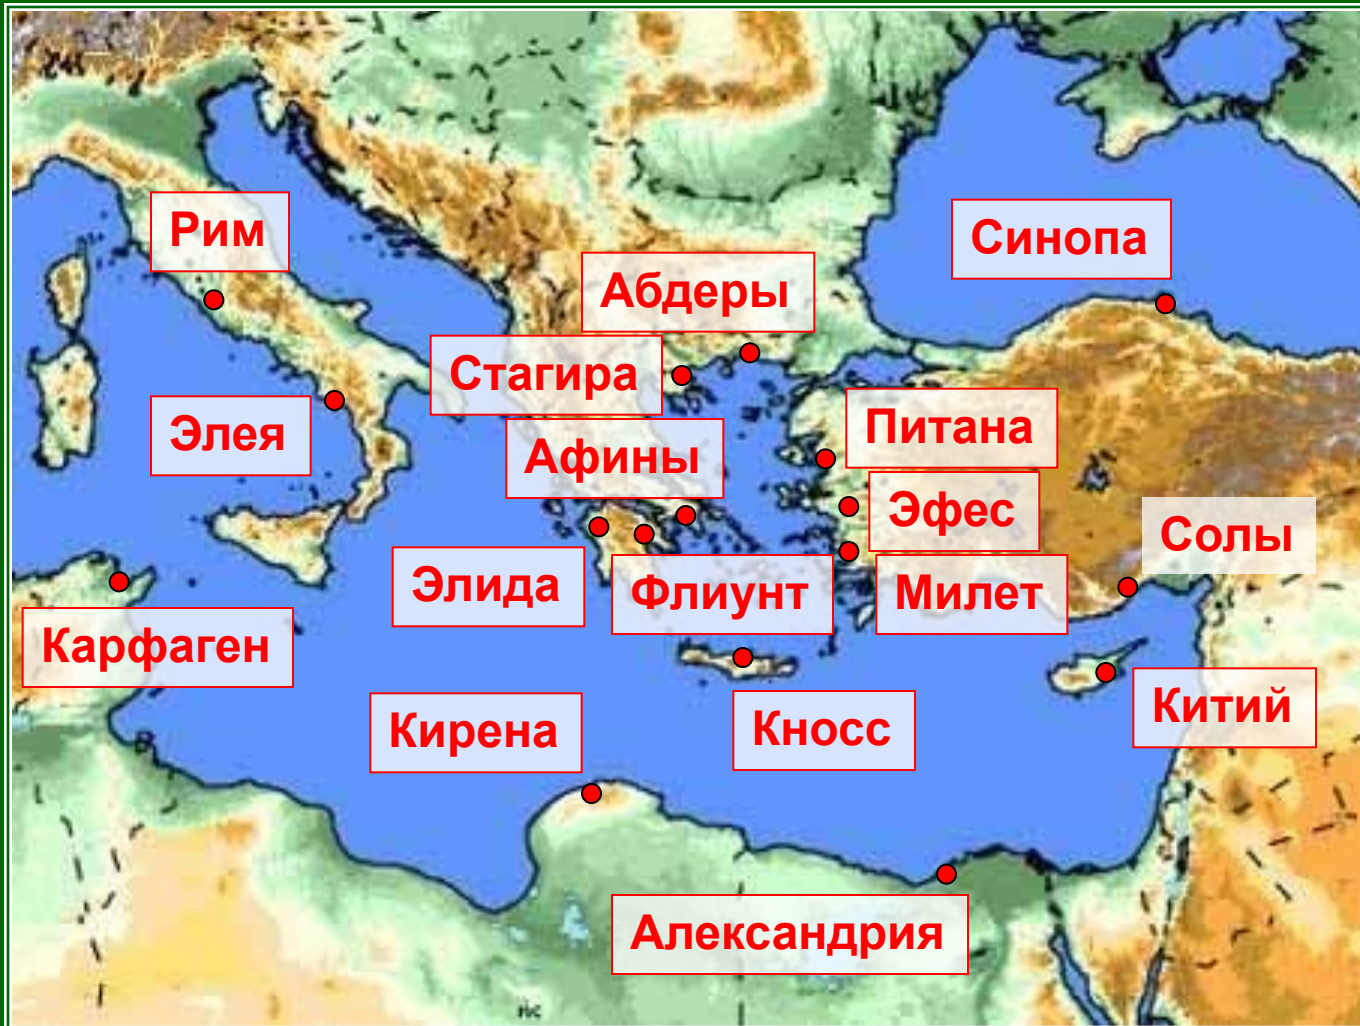 Рим
Синопа
Абдеры
Стагира
Элея
Питана
Афины
Эфес
Солы
Элида
Флиунт
Милет
Карфаген
Китий
Кирена
Кносс
Александрия